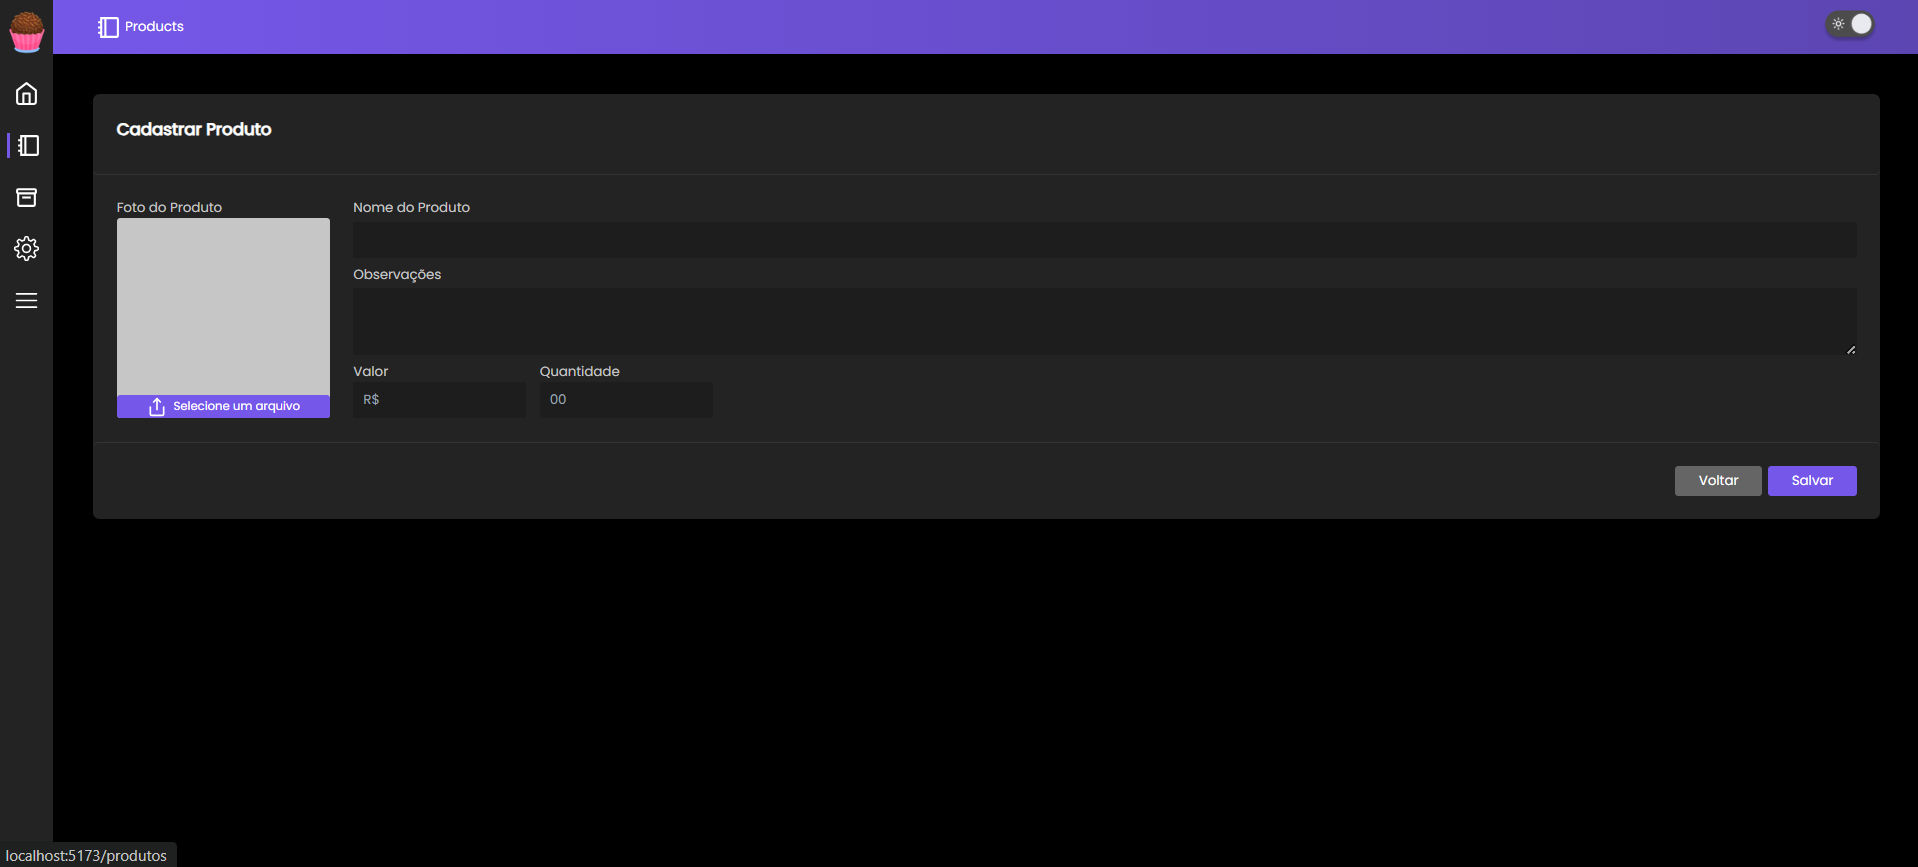 Products
Cadastrar Produto
Foto do Produto
Nome do Produto
Observações
Valor
Quantidade
R$
00
Selecione um arquivo
Voltar
Salvar
localhost:5173/produtos